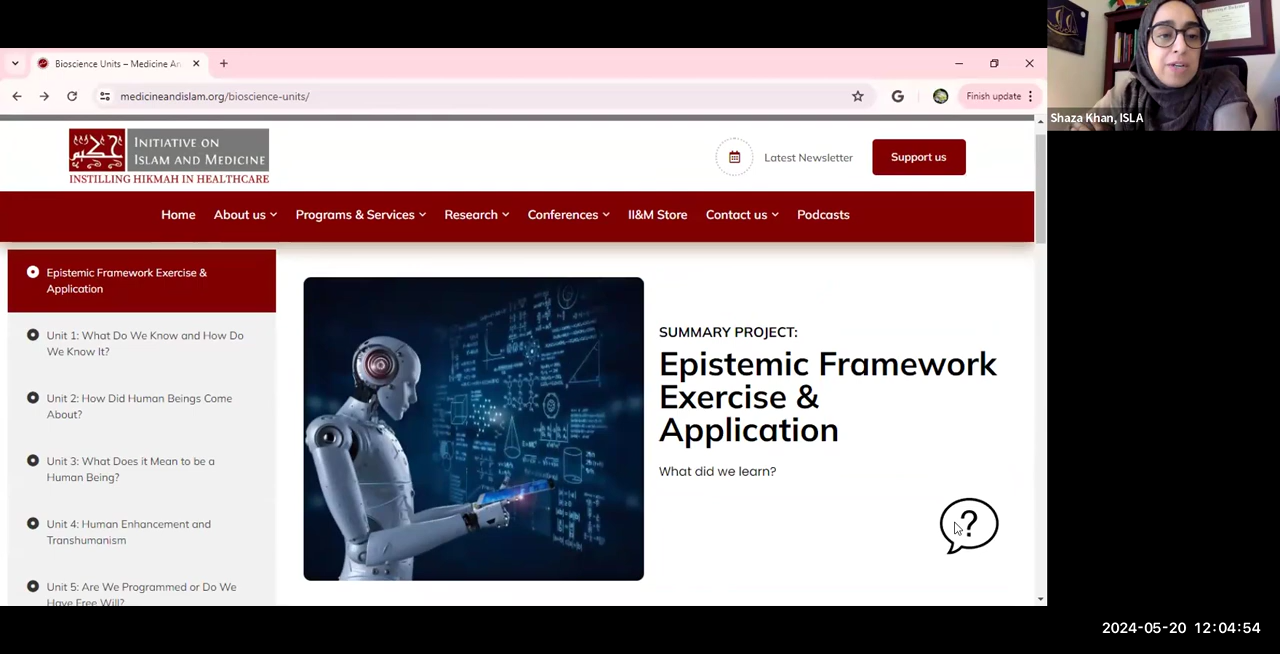 Bioscience Units – Medicine An
medicineandislam.org/bioscience-units/
Finish update
Shaza Khan, ISLA
INITIATIVE ON
ISLAM AND MEDICINE
INSTILLING HIKMAH IN HEALTHCARE
Latest Newsletter
Support us
Home About us Programs & Services Research Conferences II&M Store Contact us Podcasts
Epistemic Framework Exercise &
Application
Unit 1: What Do We Know and How Do
We Know It?
Unit 2: How Did Human Beings Come
About?
Unit 3: What Does it Mean to be a
Human Being?
Unit 4: Human Enhancement and
Transhumanism
Unit 5: Are We Programmed or Do We
Have Free Will?
SUMMARY PROJECT:
Epistemic Framework
Exercise &
Application
What did we learn?
?
2024-05-20 12:04:54